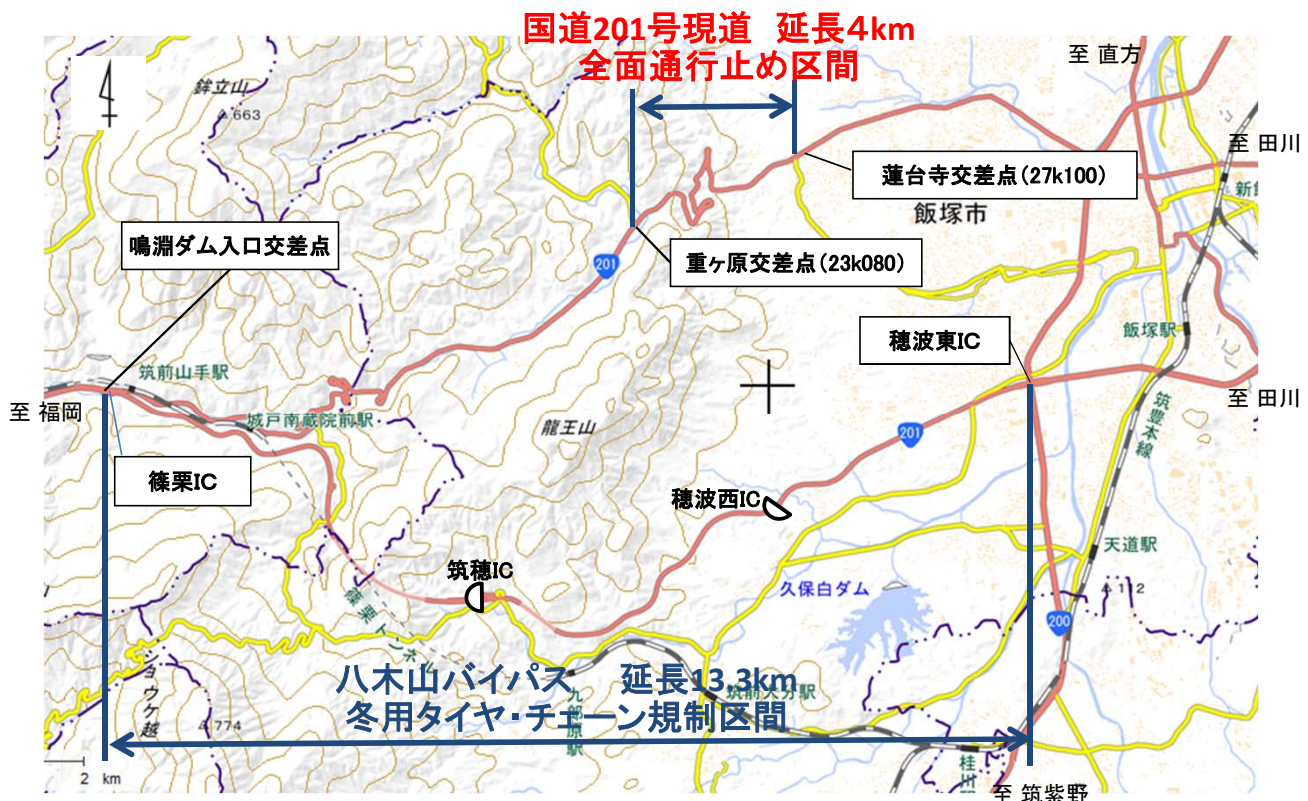 国道201号現道 延長4km
全面通行止め区間
至 直方
鉾立山
663
至 田川
蓮台寺交差点(27k100)
飯塚市
鳴淵ダム入口交差点
重ヶ原交差点(23k080)
201
穂波東IC
飯塚駅
筑前山手駅
至 福岡
城戸南蔵院前駅
至 田川
龍王山
201
筑豊本線
篠栗IC
穂波西IC
天道駅
筑穂IC
久保白ダム
112
篠栗トンネル
200
八木山バイパス 延長13.3km
冬用タイヤ・チェーン規制区間
筑前大分駅
九郎原駅
ショウケ越
774
2 km
至 筑紫野